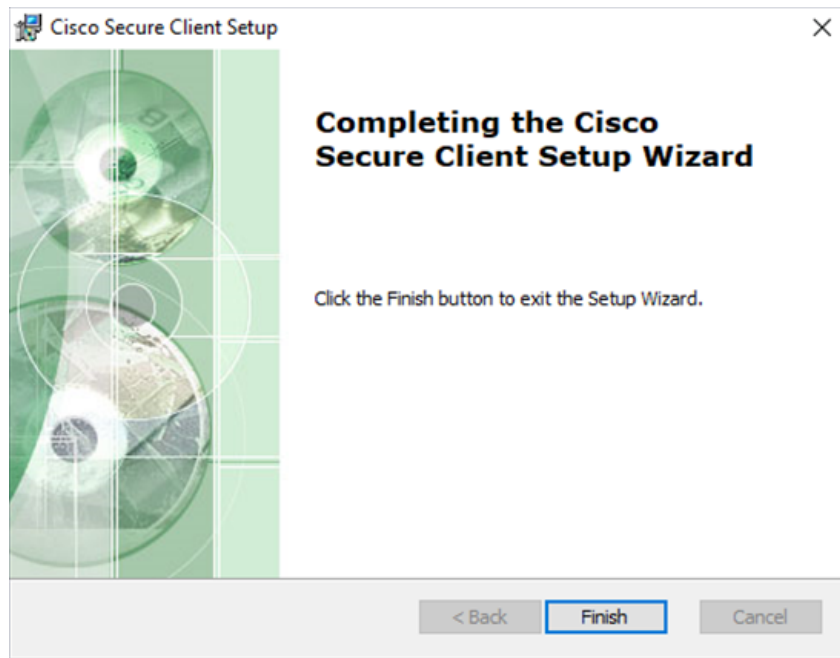 Cisco Secure Client Setup
Completing the Cisco
Secure Client Setup Wizard
Click the Finish button to exit the Setup Wizard.
< Back
Finish
Cancel